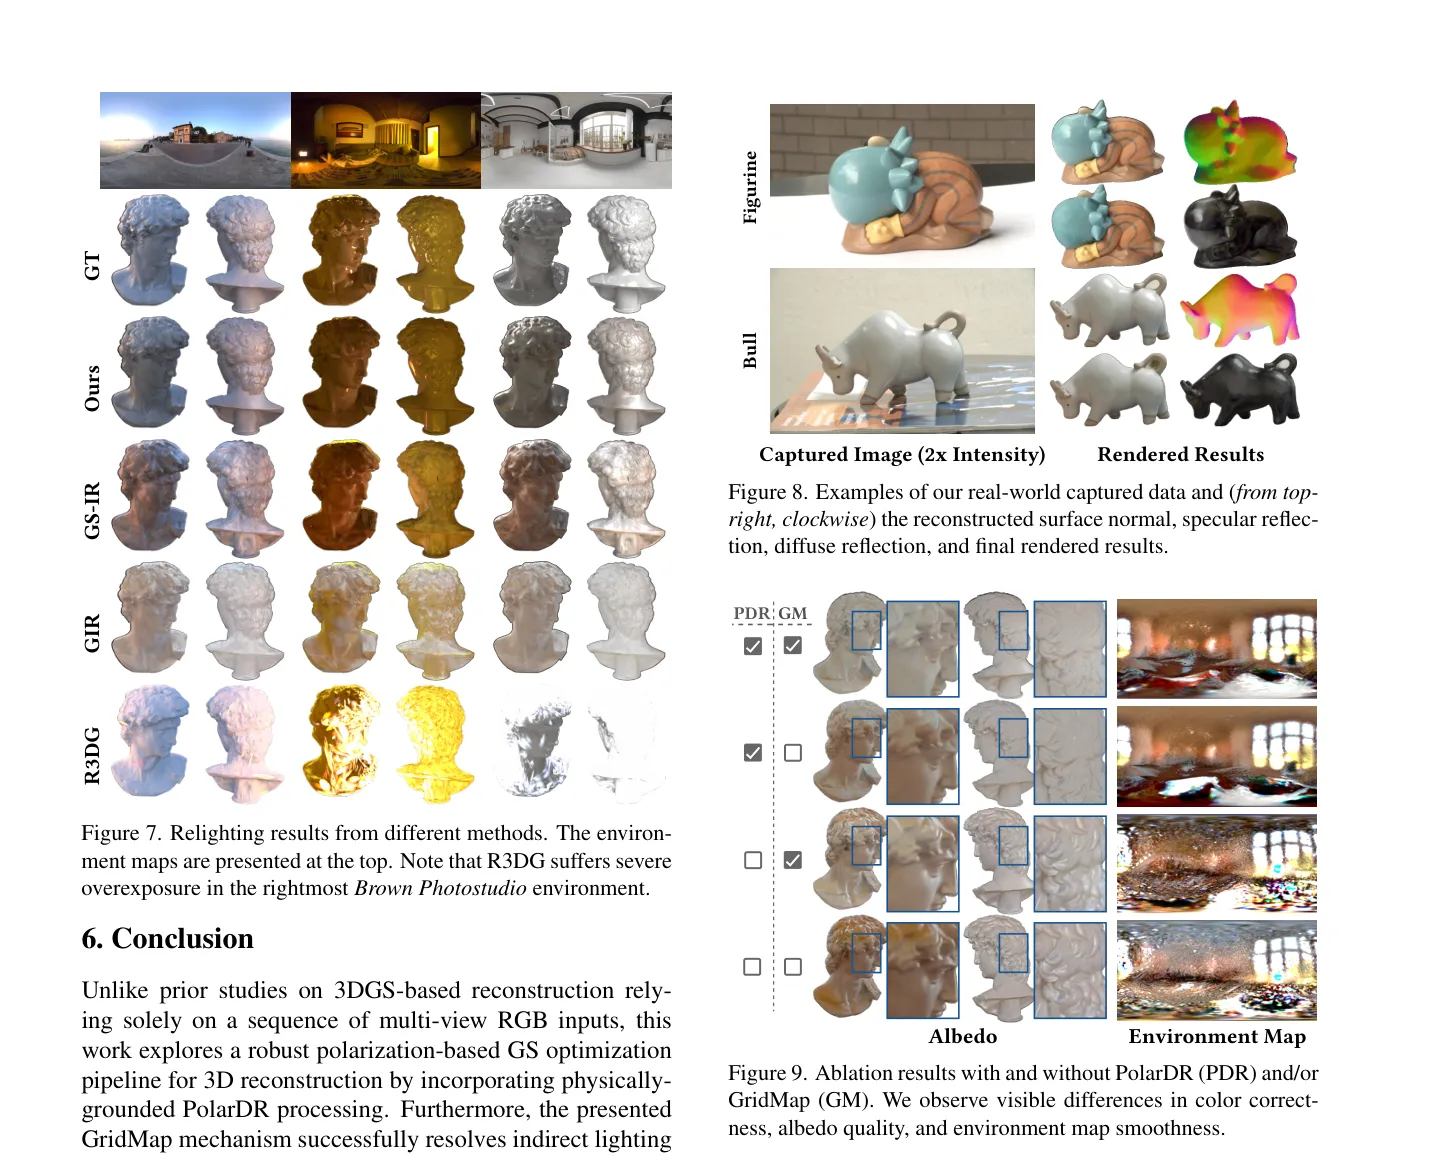 GT
Ours
GS-IR
GIR
R3DG
Figure 7. Relighting results from different methods. The environ-
ment maps are presented at the top. Note that R3DG suffers severe
overexposure in the rightmost Brown Photostudio environment.
6. Conclusion
Unlike prior studies on 3DGS-based reconstruction rely-
ing solely on a sequence of multi-view RGB inputs, this
work explores a robust polarization-based GS optimization
pipeline for 3D reconstruction by incorporating physically-
grounded PolarDR processing. Furthermore, the presented
GridMap mechanism successfully resolves indirect lighting
Figurine
Bull
Captured Image (2x Intensity) Rendered Results
Figure 8. Examples of our real-world captured data and (from top-
right, clockwise) the reconstructed surface normal, specular reflec-
tion, diffuse reflection, and final rendered results.
PDR GM
Albedo Environment Map
Figure 9. Ablation results with and without PolarDR (PDR) and/or
GridMap (GM). We observe visible differences in color correct-
ness, albedo quality, and environment map smoothness.